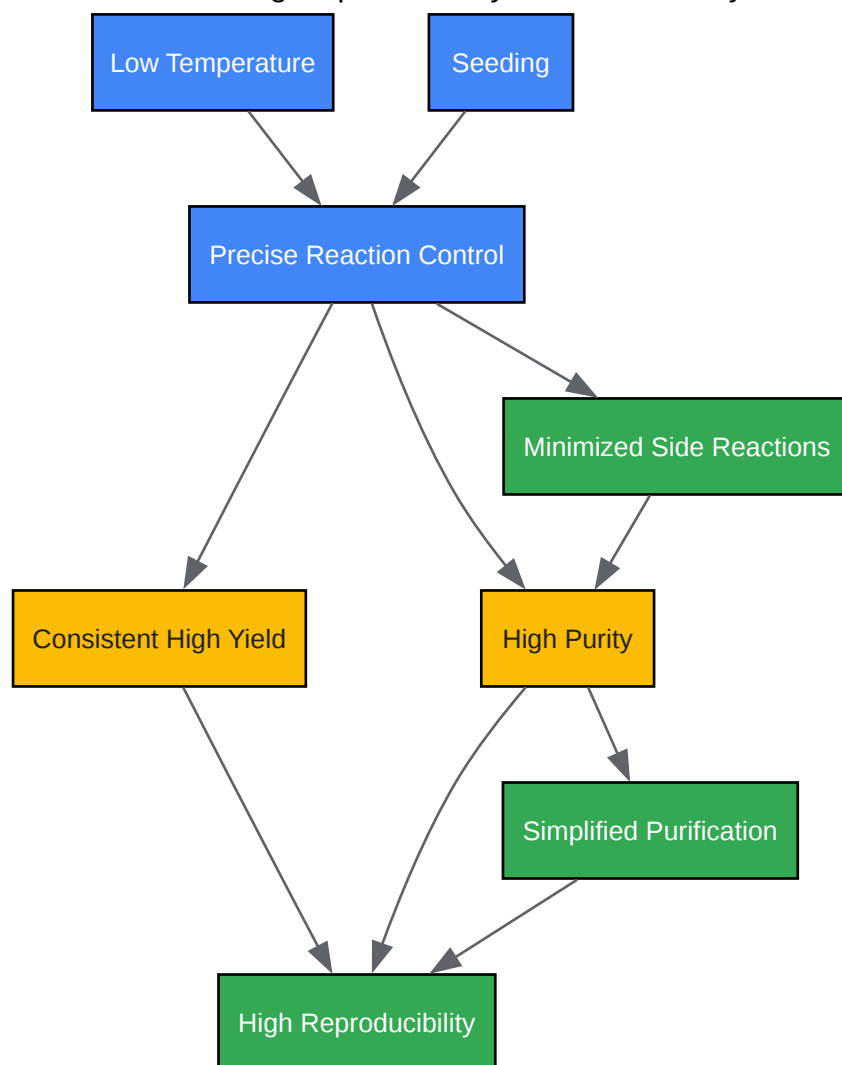 Low Temperature
Seeding
Precise Reaction Control
Minimized Side Reactions
Consistent High Yield
High Purity
Simplified Purification
High Reproducibility